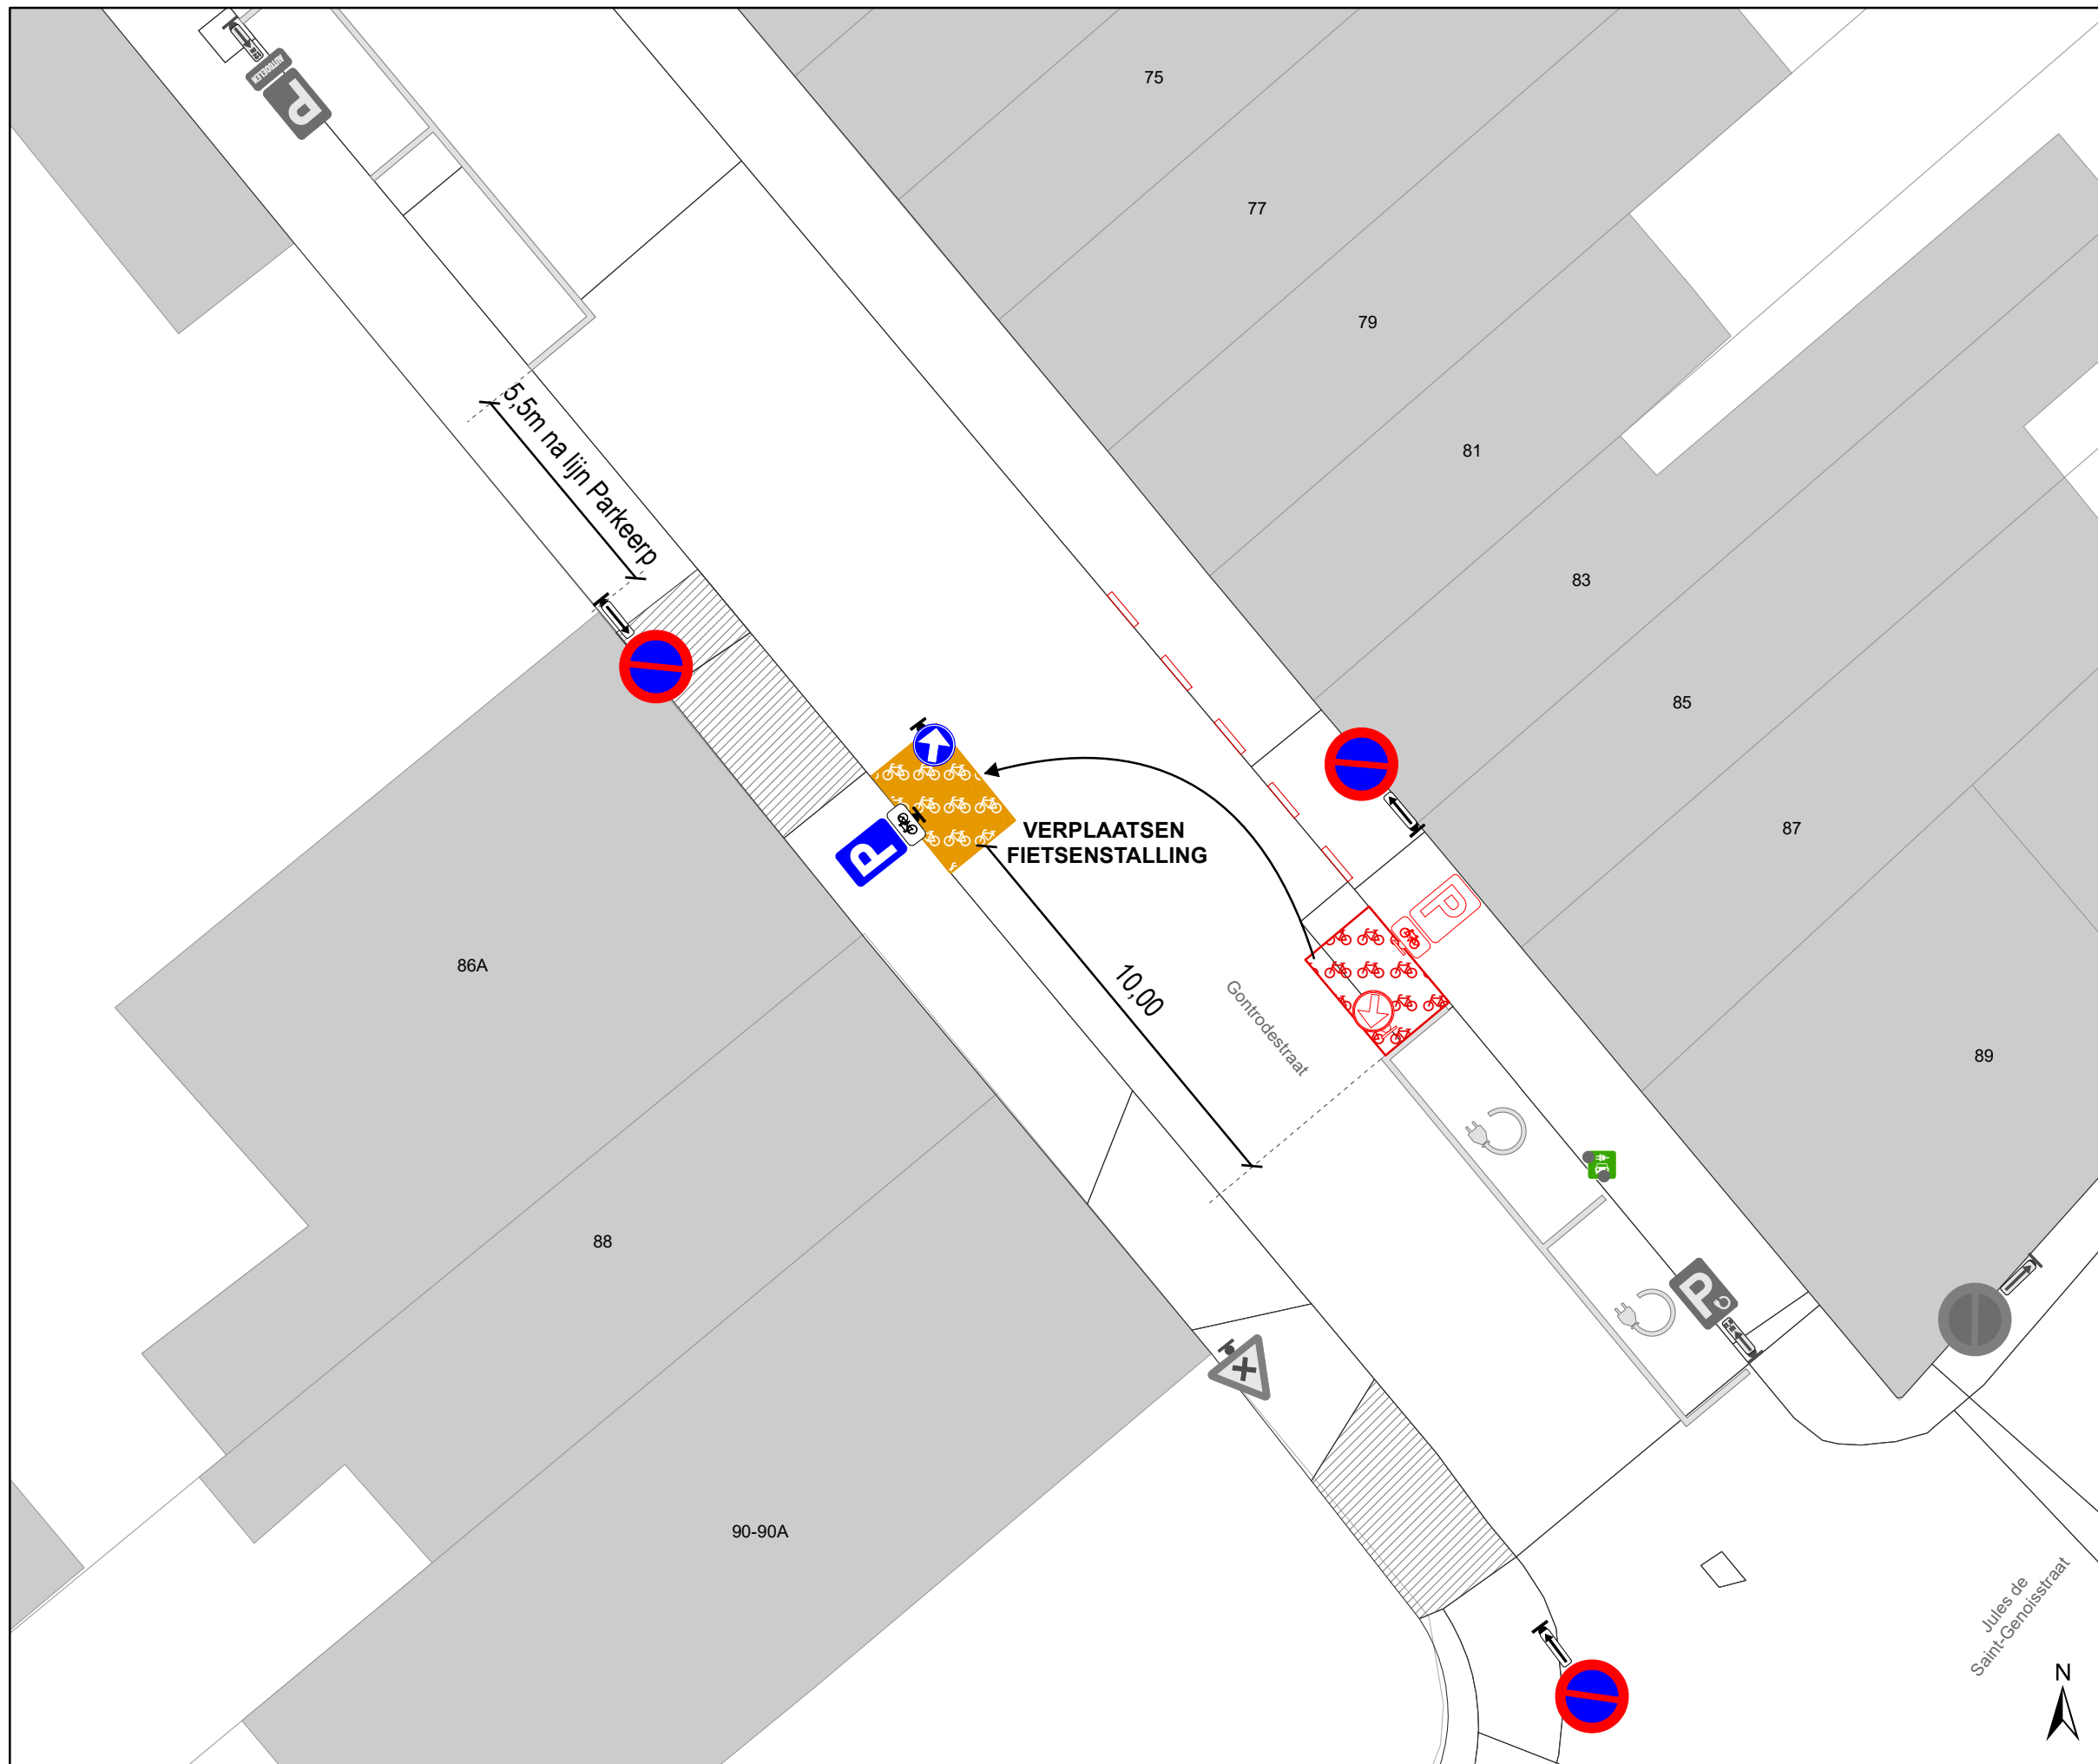 AUTODELEN
P
75
77
79
81
83
85
87
89
5,5m na lijn Parkeerp
VERPLAATSEN
FIETSENSTALLING
P
P
10,00
Gontrodestraat
86A
88
90-90A
P
Jules de
Saint-Genoisstraat
N